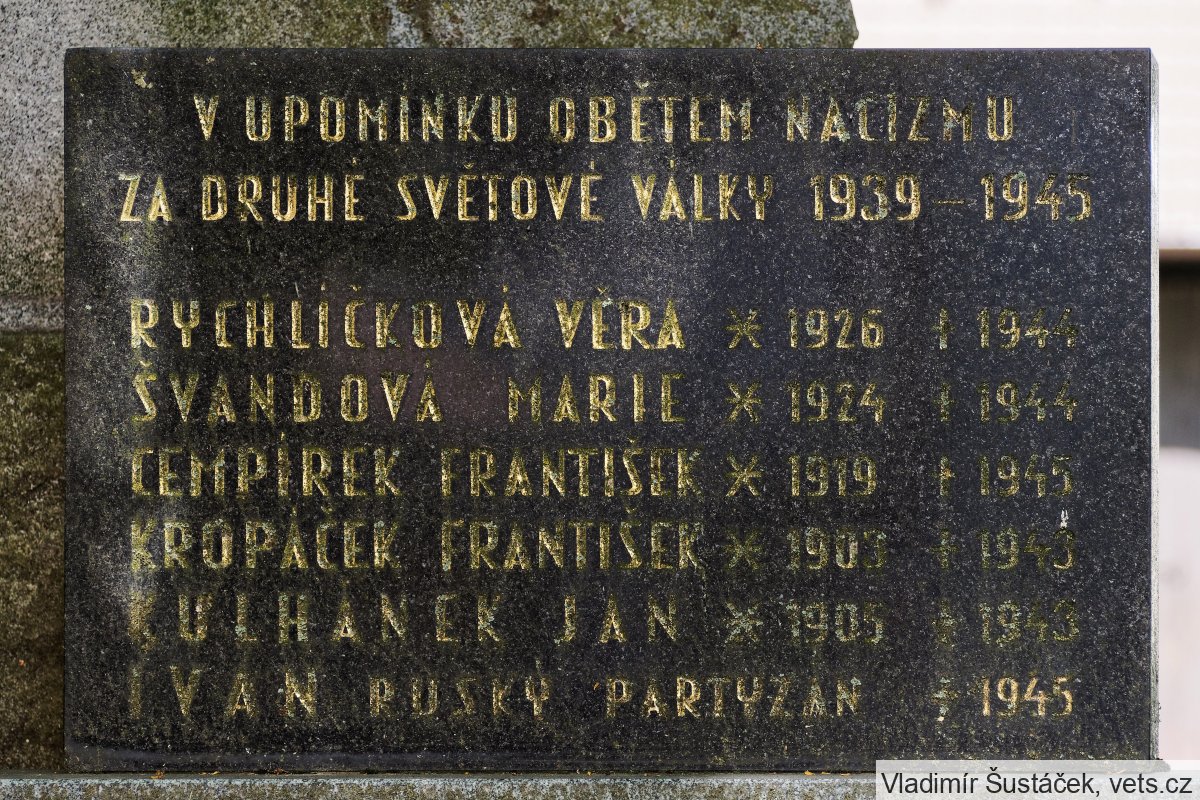 V UPOMÍNKU OBĚTEM NACIZMU
ZA DRUHÉ SVĚTOVÉ VÁLKY 1939 – 1945
RYCHLÍČKOVÁ VĚRA * 1926 † 1944
ŠVANDOVÁ MARIE * 1924 † 1944
CEMPÍREK FRANTIŠEK * 1919 † 1945
KROPÁČEK FRANTIŠEK * 1903 † 1943
KULHÁNEK JAN * 1905 † 1943
IVAN RUSKÝ PARTYZÁN † 1945
Vladimír Šustáček, vets.cz